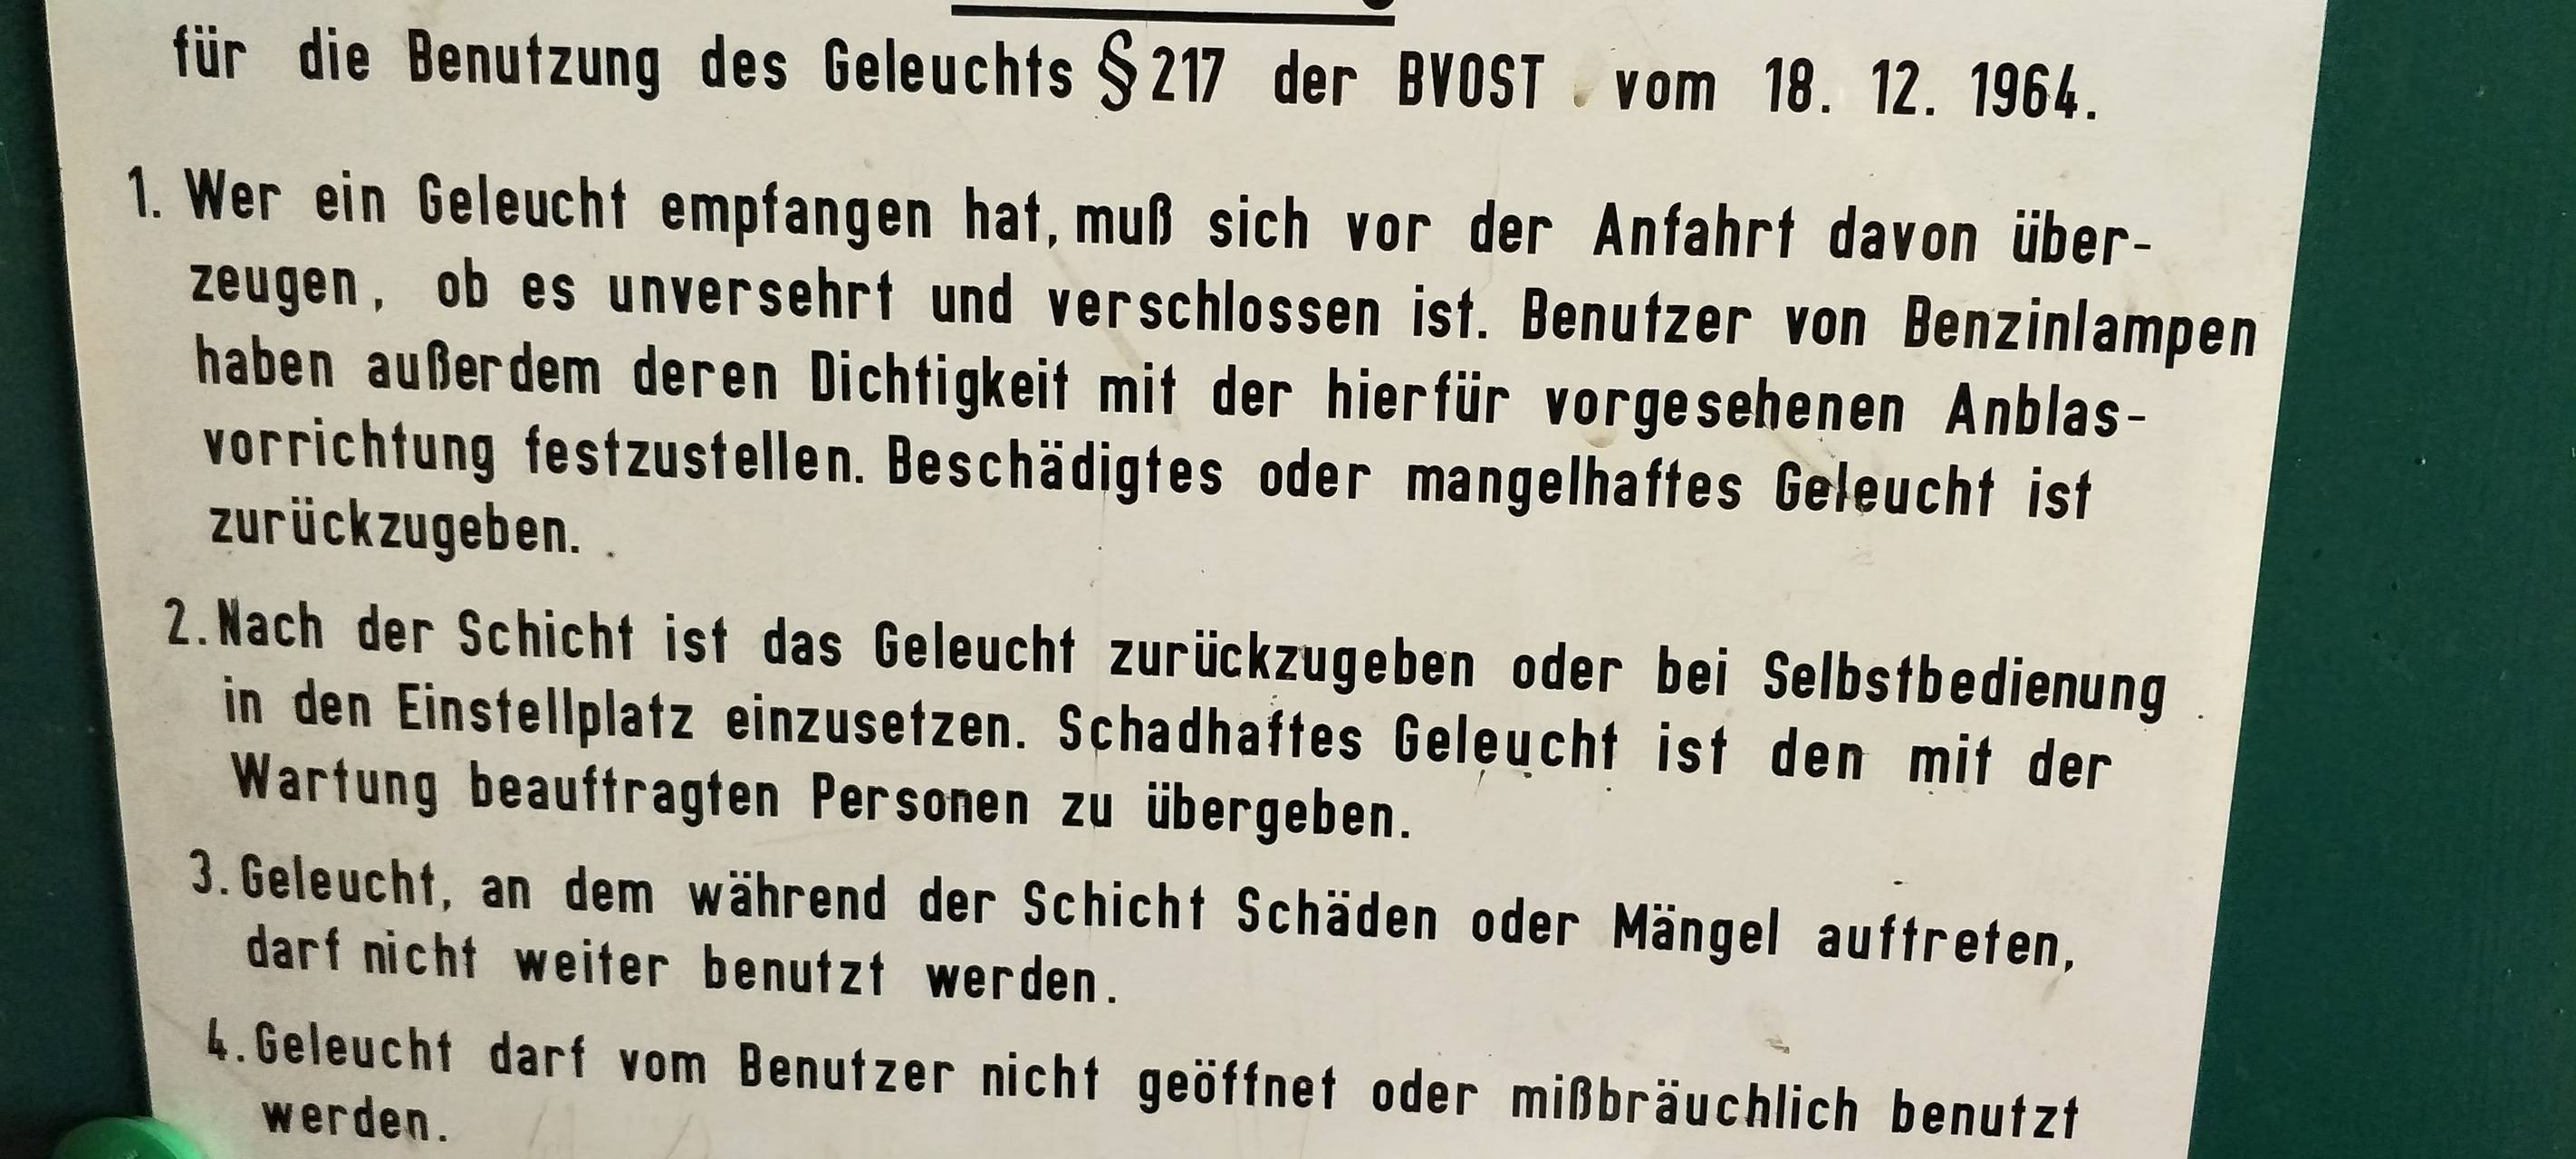 für die Benutzung des Geleuchts § 217 der BVOST vom 18. 12. 1964.
1. Wer ein Geleucht empfangen hat, muß sich vor der Anfahrt davon über-
zeugen, ob es unversehrt und verschlossen ist. Benutzer von Benzinlampen
haben außerdem deren Dichtigkeit mit der hierfür vorgesehenen Anblas-
vorrichtung festzustellen. Beschädigtes oder mangelhaftes Geleucht ist
zurückzugeben.
2. Nach der Schicht ist das Geleucht zurückzugeben oder bei Selbstbedienung
in den Einstellplatz einzusetzen. Schadhaftes Geleucht ist den mit der
Wartung beauftragten Personen zu übergeben.
3. Geleucht, an dem während der Schicht Schäden oder Mängel auftreten,
darf nicht weiter benutzt werden.
4. Geleucht darf vom Benutzer nicht geöffnet oder mißbräuchlich benutzt
werden.